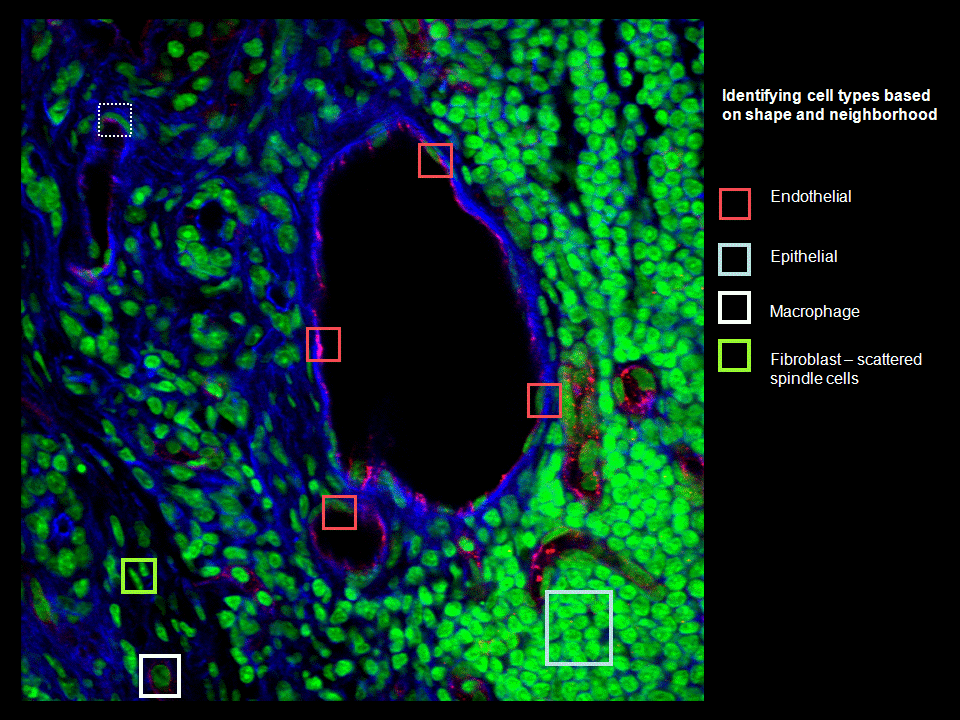 Identifying cell types based
on shape and neighborhood
Endothelial
Epithelial
Macrophage
Fibroblast – scattered
spindle cells